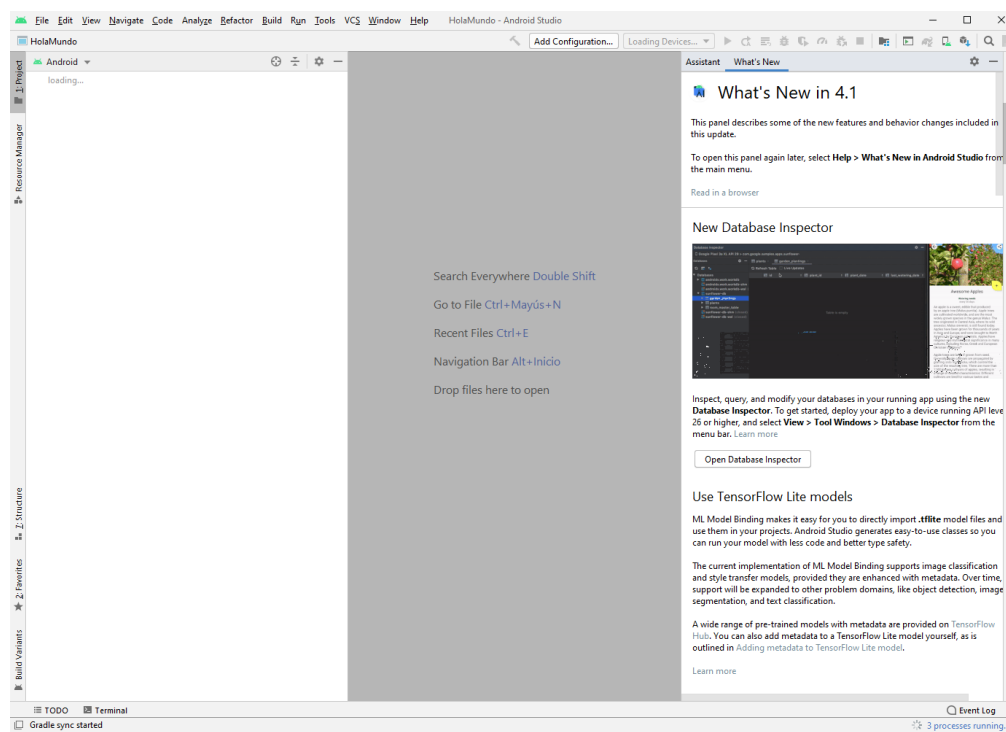 File Edit View Navigate Code Analyze Refactor Build Run Tools VCS Window Help HolaMundo - Android Studio
HolaMundo
Add Configuration...
Loading Devices...
1: Project
Resource Manager
Z: Structure
2: Favorites
Build Variants
Android
loading...
Search Everywhere Double Shift
Go to File Ctrl+Mayús+N
Recent Files Ctrl+E
Navigation Bar Alt+Inicio
Drop files here to open
Assistant What's New
What's New in 4.1
This panel describes some of the new features and behavior changes included in
this update.
To open this panel again later, select Help > What's New in Android Studio from
the main menu.
Read in a browser
New Database Inspector
Awesome Apples
Inspect, query, and modify your databases in your running app using the new
Database Inspector. To get started, deploy your app to a device running API leve
26 or higher, and select View > Tool Windows > Database Inspector from the
menu bar. Learn more
Open Database Inspector
Use TensorFlow Lite models
ML Model Binding makes it easy for you to directly import .tflite model files and
use them in your projects. Android Studio generates easy-to-use classes so you
can run your model with less code and better type safety.
The current implementation of ML Model Binding supports image classification
and style transfer models, provided they are enhanced with metadata. Over time,
support will be expanded to other problem domains, like object detection, image
segmentation, and text classification.
A wide range of pre-trained models with metadata are provided on TensorFlow
Hub. You can also add metadata to a TensorFlow Lite model yourself, as is
outlined in Adding metadata to TensorFlow Lite model.
Learn more
TODO Terminal
Event Log
Gradle sync started
3 processes running...